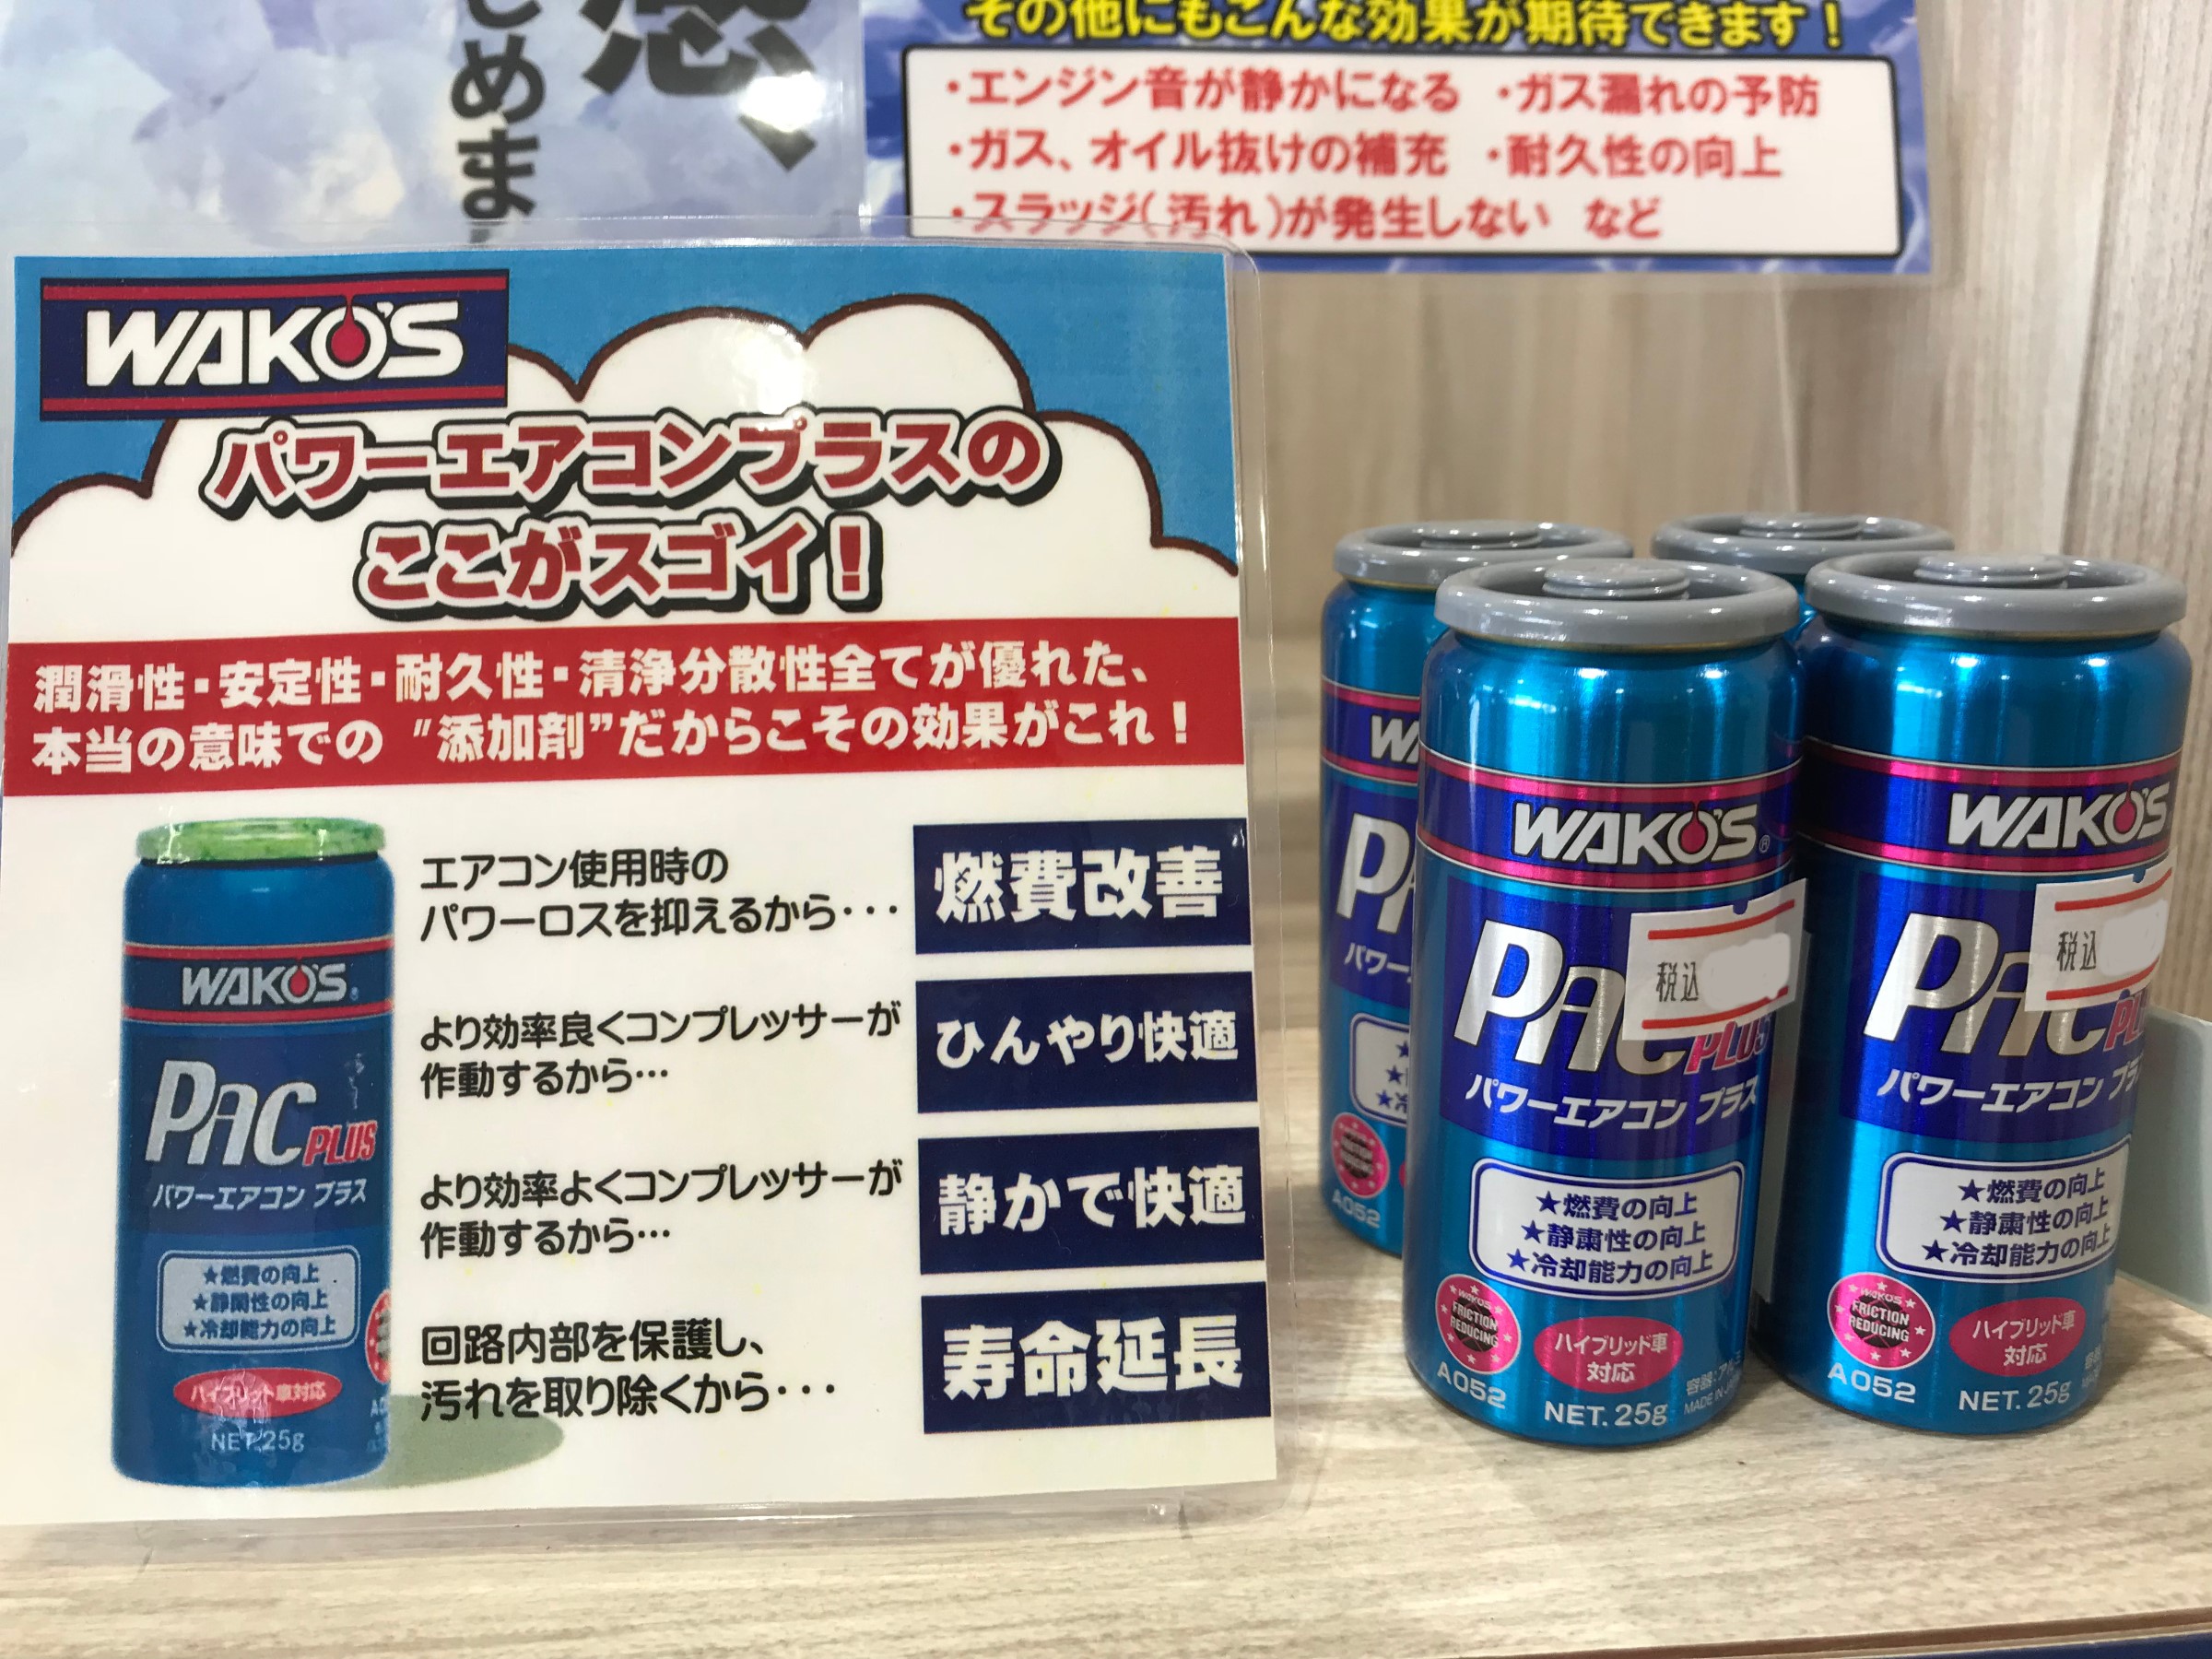 じめま
感、
その他にもこんな効果が期待できます！
・エンジン音が静かになる ・ガス漏れの予防
・ガス、オイル抜けの補充 ・耐久性の向上
・スラッジ（汚れ）が発生しない など
WAKO'S
パワーエアコンプラスの
ここがスゴイ！
潤滑性・安定性・耐久性・清浄分散性全てが優れた、
本当の意味での "添加剤"だからこその効果がこれ！
エアコン使用時の
パワーロスを抑えるから・・・
燃費改善
より効率良くコンプレッサーが
作動するから…
ひんやり快適
より効率よくコンプレッサーが
作動するから…
静かで快適
回路内部を保護し、
汚れを取り除くから・・・
寿命延長
WAKO'S®
PAC PLUS
パワーエアコン プラス
★燃費の向上
★静粛性の向上
★冷却能力の向上
ハイブリット車対応
NET.25g
パワー
A052
WAKO'S®
PAC PLUS
税込
パワーエアコン プラス
★燃費の向上
★静粛性の向上
★冷却能力の向上
WAKO'S
FRICTION
REDUCING
A052
ハイブリッド車
対応
NET. 25g
MADE IN
WAKO'S
PAC
税込
パワーエアコン プラ
★燃費の向上
★静粛性の向上
★冷却能力の向上
WAKO'S
FRICTION
REDUCING
A052
ハイブリッド車
対応
NET. 25g